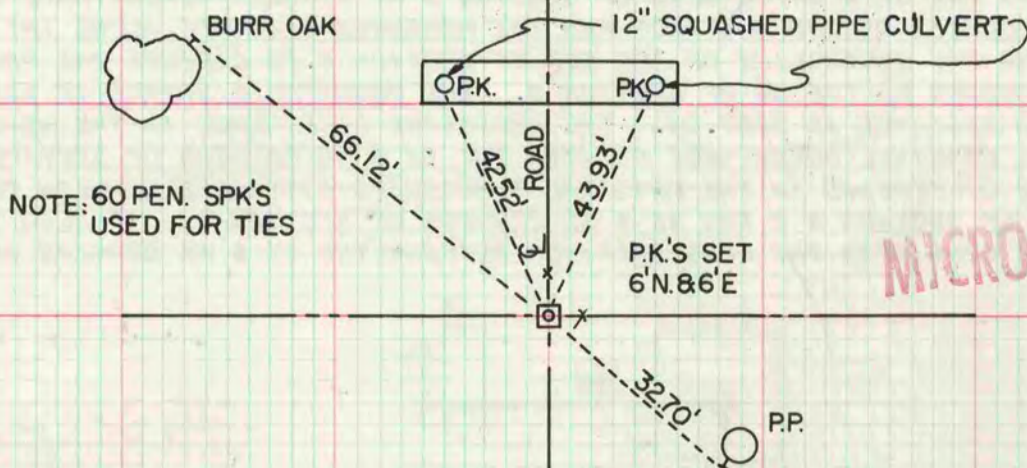 BURR OAK
12" SQUASHED PIPE CULVERT
P.K.
P.K.
66.12'
42.52'
ROAD
43.93'
NOTE: 60 PEN. SPK'S
USED FOR TIES
℄
P.K.'S SET
6'N. & 6'E
MICRO
32.70'
P.P.